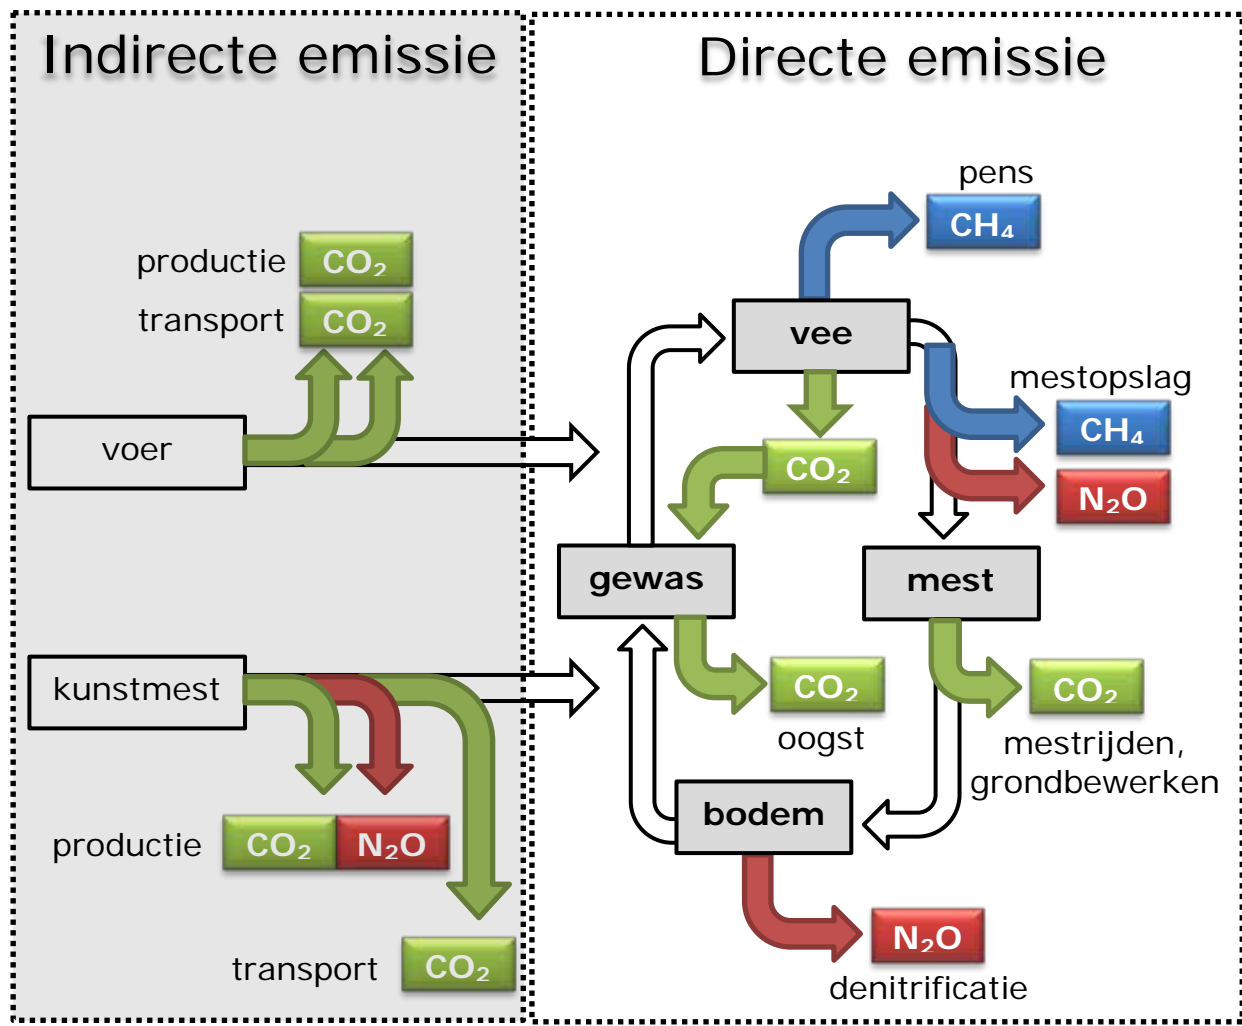 Indirecte emissie
productie CO₂
transport CO₂
voer
kunstmest
productie CO₂ N₂O
transport CO₂
Directe emissie
pens
CH₄
vee
mestopslag
CH₄
CO₂
N₂O
gewas
mest
CO₂
oogst
CO₂
mestrijden,
grondbewerken
bodem
N₂O
denitrificatie